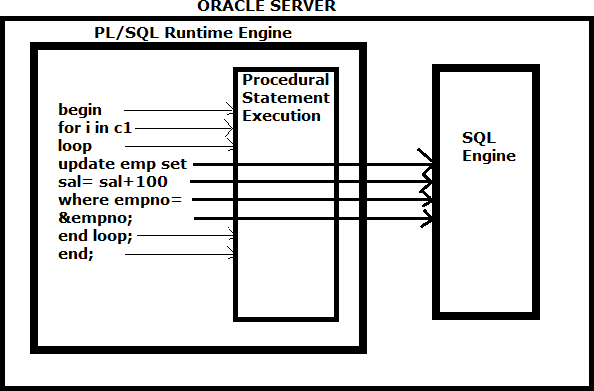 ORACLE SERVER
PL/SQL Runtime Engine
Procedural
Statement
Execution
begin
for i in c1
loop
update emp set
sal= sal+100
where empno=
&empno;
end loop;
end;
SQL
Engine